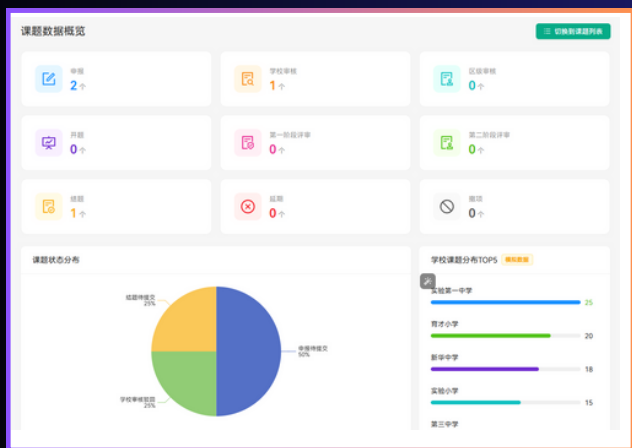 课题数据概览
切换到课题列表
申报
2个
学校审核
1个
区级审核
0个
开题
0个
第一阶段评审
0个
第二阶段评审
0个
结题
1个
延期
0个
撤项
0个
课题状态分布
结题待提交
25%
申报待提交
50%
学校审核驳回
25%
学校课题分布TOP5 模拟数据
实验第一中学
25
育才小学
20
新华中学
18
实验小学
15
第三中学